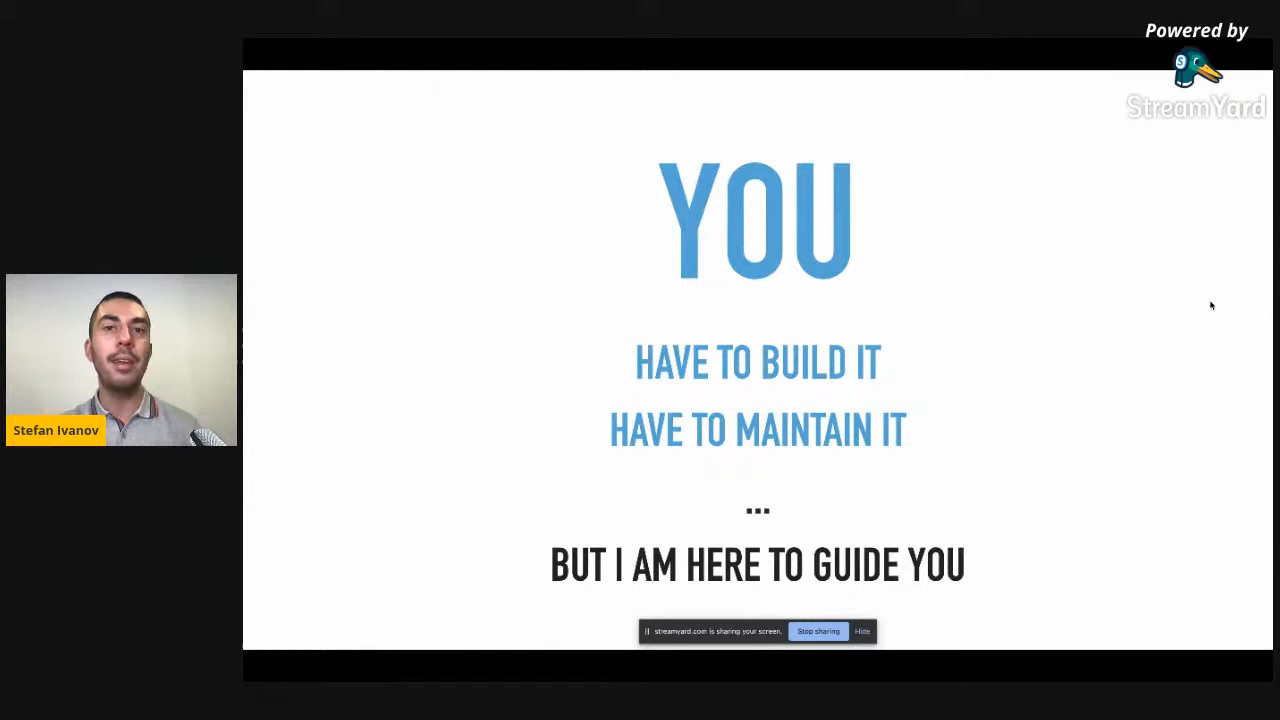 Powered by
StreamYard
YOU
HAVE TO BUILD IT
HAVE TO MAINTAIN IT
...
BUT I AM HERE TO GUIDE YOU
Stefan Ivanov
streamyard.com is sharing your screen. Stop sharing Hide